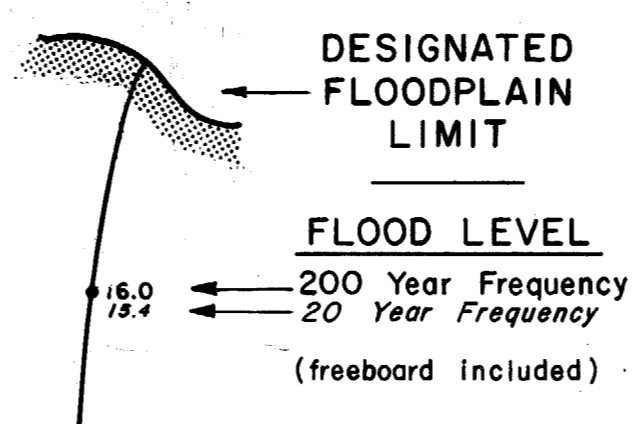 DESIGNATED
FLOODPLAIN
LIMIT
FLOOD LEVEL
16.0 200 Year Frequency
15.4 20 Year Frequency
(freeboard included)